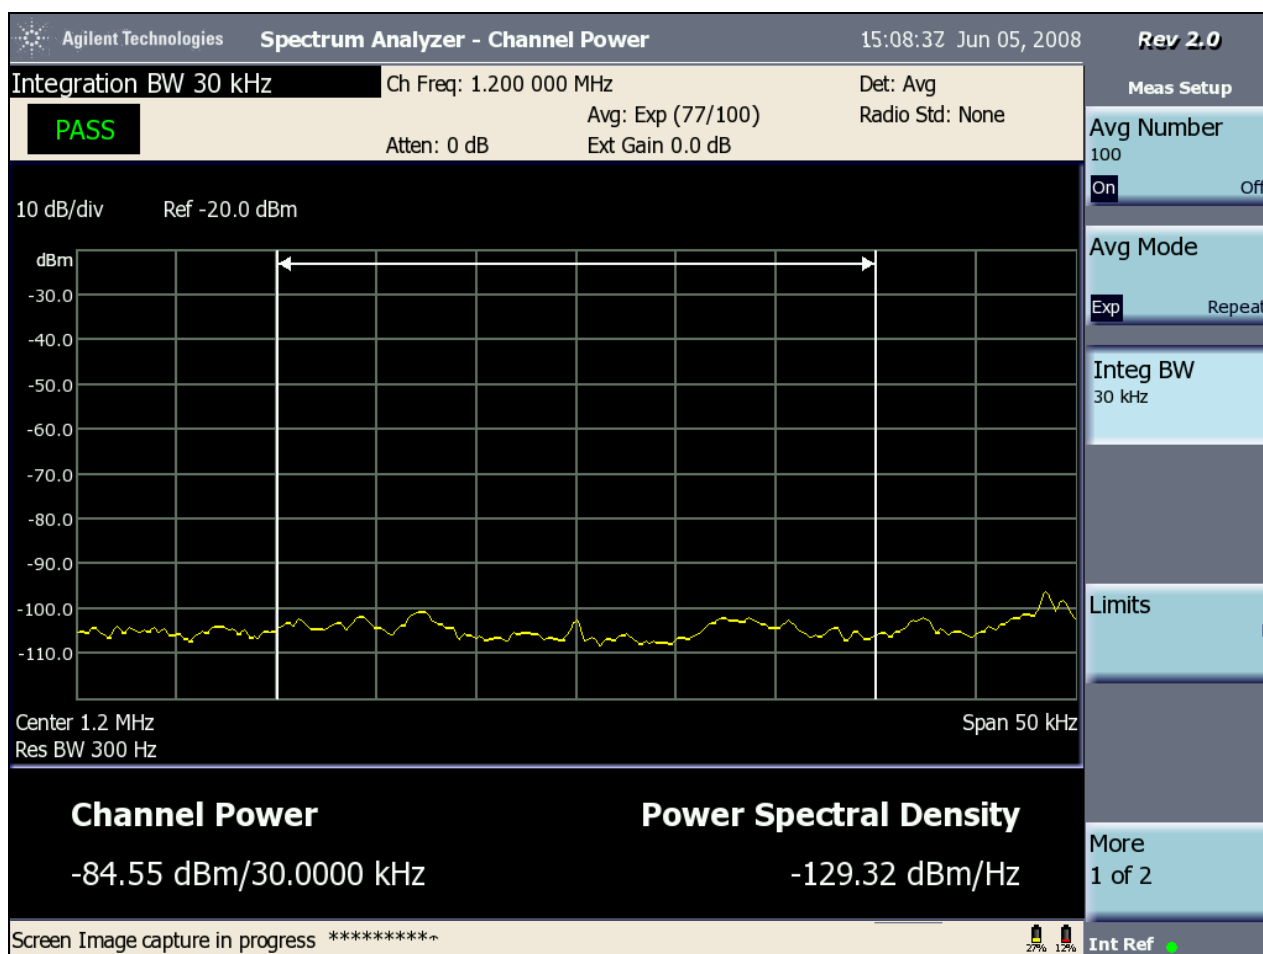 Agilent Technologies Spectrum Analyzer - Channel Power 15:08:37 Jun 05, 2008 Rev 2.0
Integration BW 30 kHz Ch Freq: 1.200 000 MHz Det: Avg Meas Setup
PASS Avg: Exp (77/100) Radio Std: None
Atten: 0 dB Ext Gain 0.0 dB
Avg Number
100
On Off
10 dB/div Ref -20.0 dBm
Avg Mode
Exp Repeat
dBm
-30.0
-40.0
-50.0
-60.0
-70.0
-80.0
-90.0
-100.0
-110.0
Integ BW
30 kHz
Limits
Center 1.2 MHz Span 50 kHz
Res BW 300 Hz
Channel Power Power Spectral Density
-84.55 dBm/30.0000 kHz -129.32 dBm/Hz
More
1 of 2
Screen Image capture in progress *********
27% 12% Int Ref